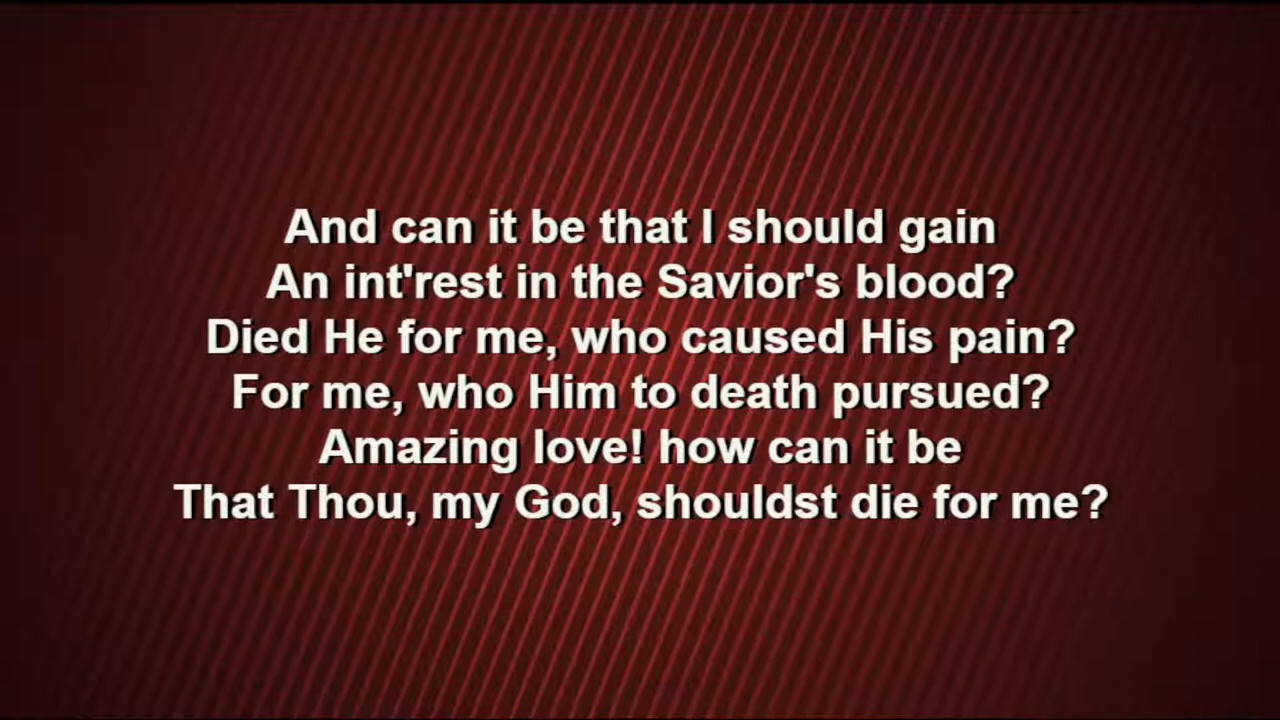 And can it be that I should gain
An int'rest in the Savior's blood?
Died He for me, who caused His pain?
For me, who Him to death pursued?
Amazing love! how can it be
That Thou, my God, shouldst die for me?